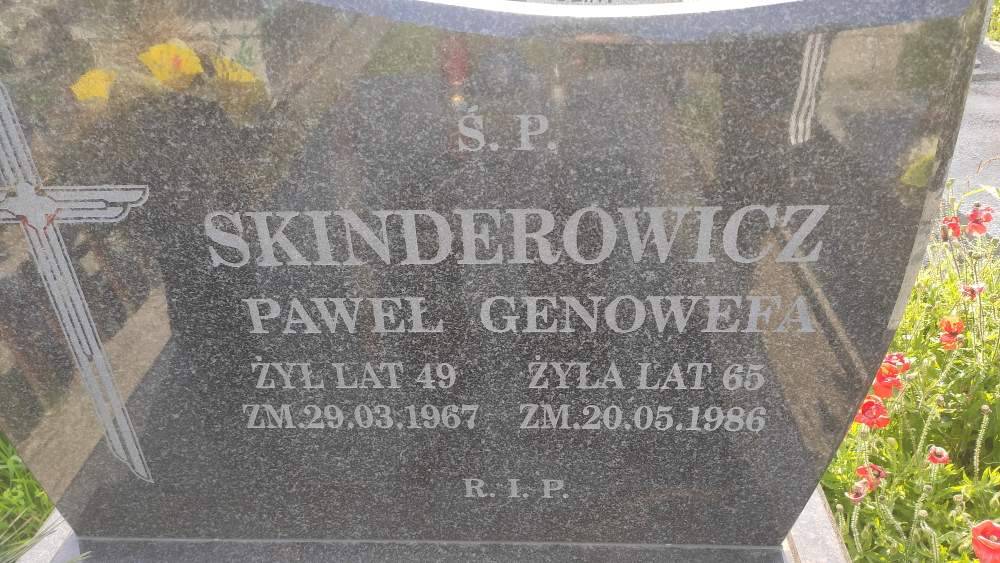 Ś. P.
SKINDEROWICZ
PAWEŁ GENOWEFA
ŻYŁ LAT 49 ŻYŁA LAT 65
ZM.29.03.1967 ZM.20.05.1986
R. I. P.